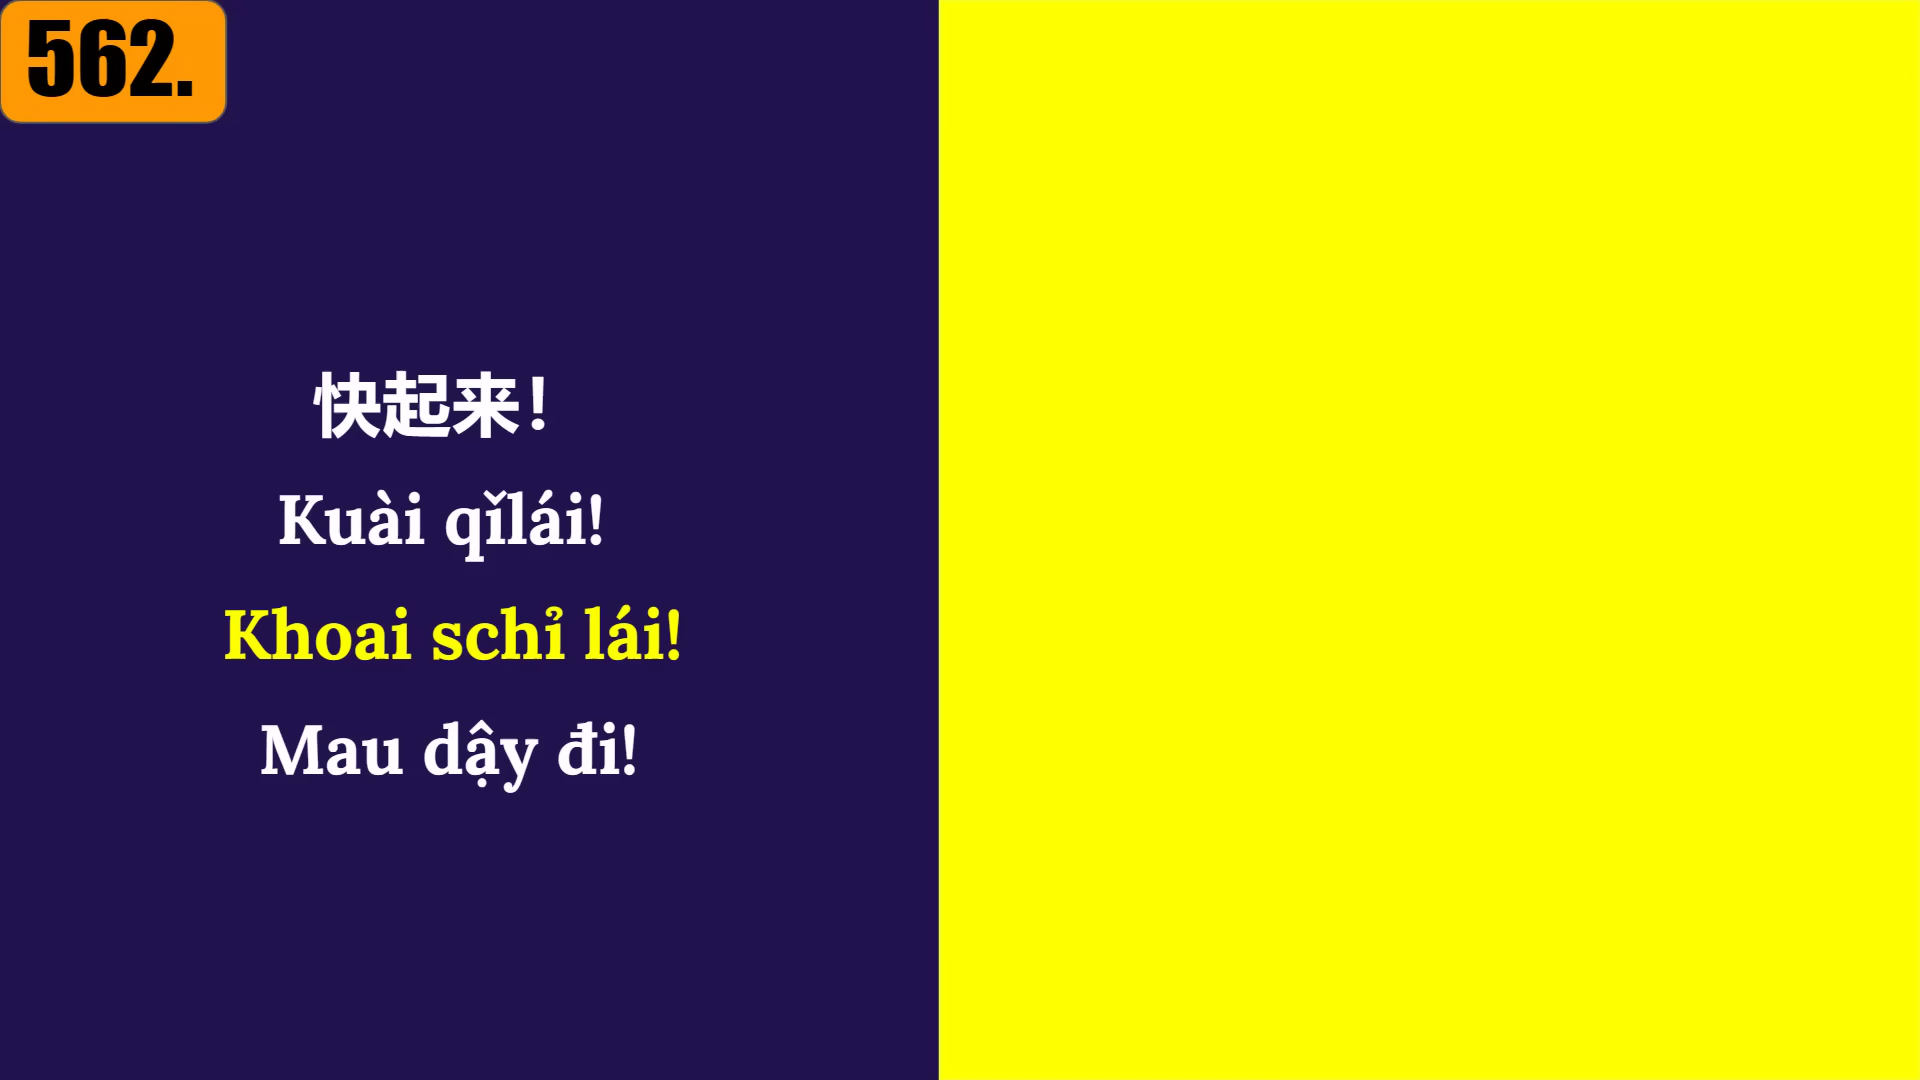 562.
快起来！
Kuài qǐlái!
Khoai schỉ lái!
Mau dậy đi!